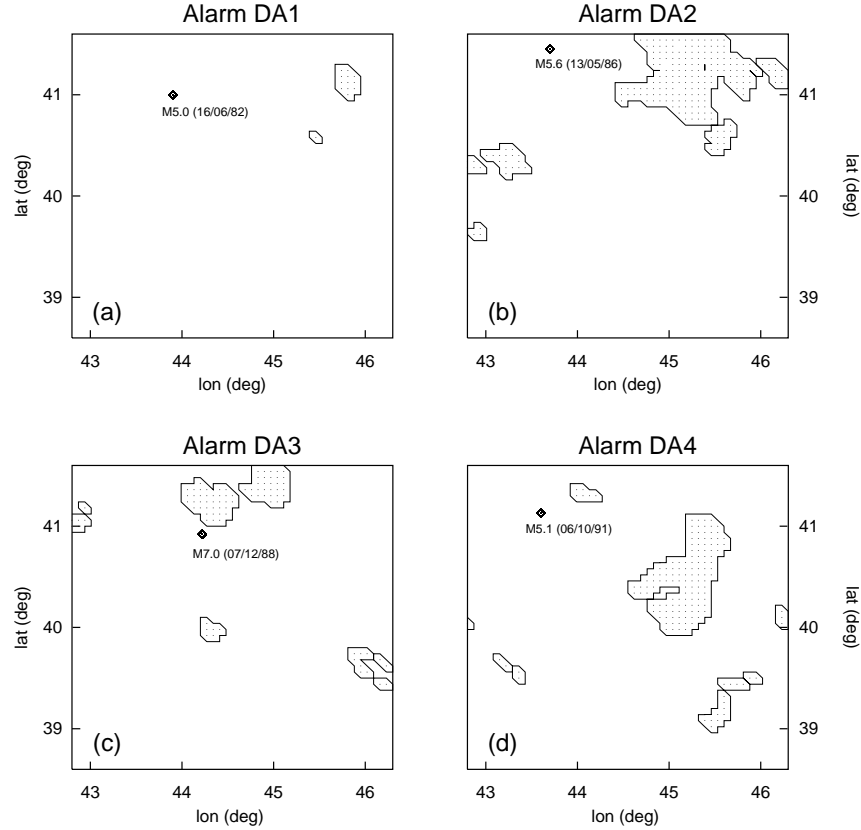 Alarm DA1
Alarm DA2
41
40
39
lat (deg)
M5.0 (16/06/82)
(a)
43
44
45
46
lon (deg)
M5.6 (13/05/86)
(b)
41
40
39
lat (deg)
43
44
45
46
lon (deg)
Alarm DA3
Alarm DA4
41
40
39
lat (deg)
M7.0 (07/12/88)
(c)
43
44
45
46
lon (deg)
M5.1 (06/10/91)
(d)
41
40
39
lat (deg)
43
44
45
46
lon (deg)